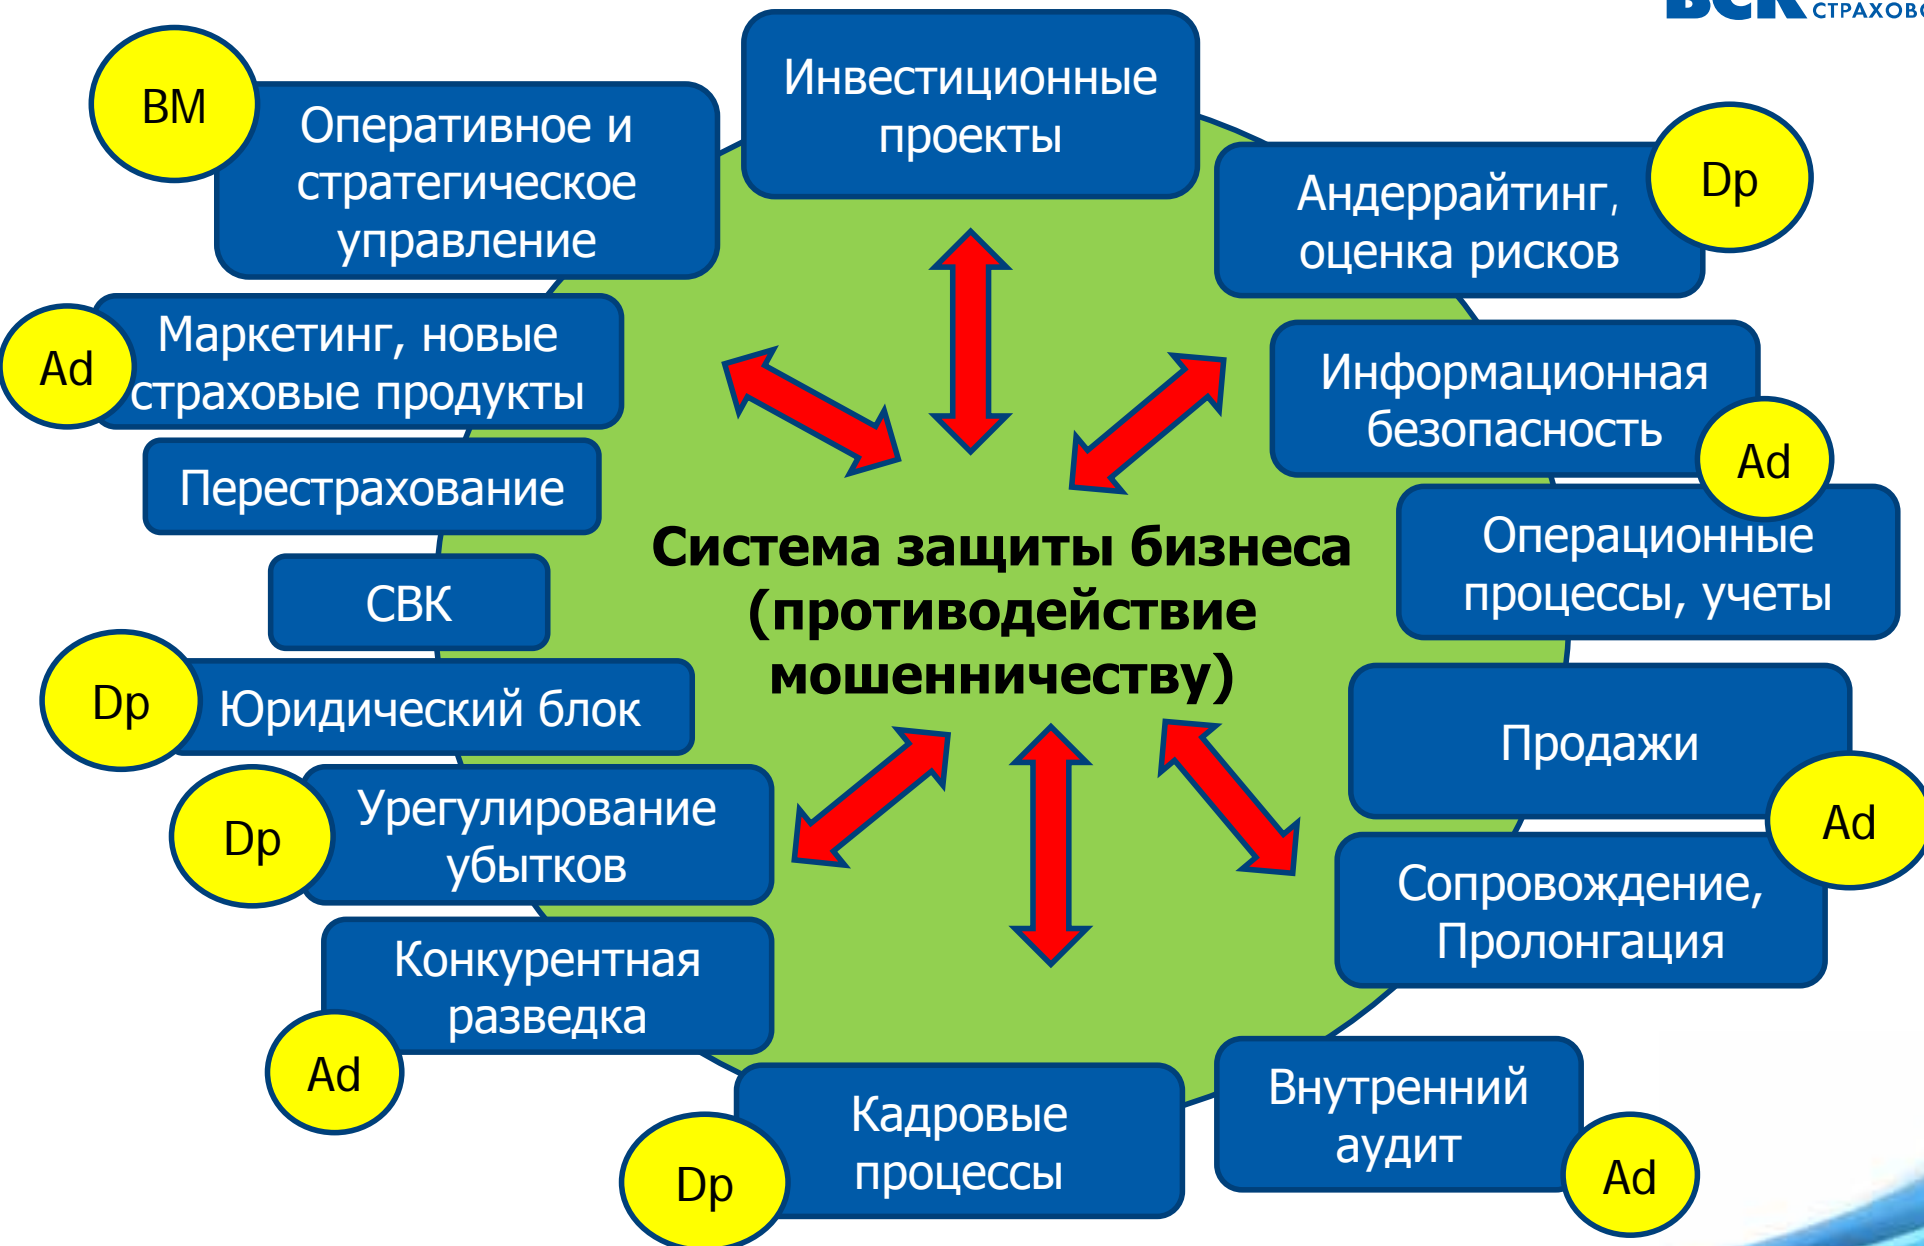 ВСК
СТРАХОВО
Инвестиционные
проекты
ВМ
Оперативное и
стратегическое
управление
Андеррайтинг,
оценка рисков
Dp
Ad
Маркетинг, новые
страховые продукты
Информационная
безопасность
Ad
Перестрахование
Операционные
процессы, учеты
СВК
Система защиты бизнеса
(противодействие
мошенничеству)
Dp
Юридический блок
Продажи
Ad
Dp
Урегулирование
убытков
Сопровождение,
Пролонгация
Конкурентная
разведка
Ad
Кадровые
процессы
Dp
Внутренний
аудит
Ad